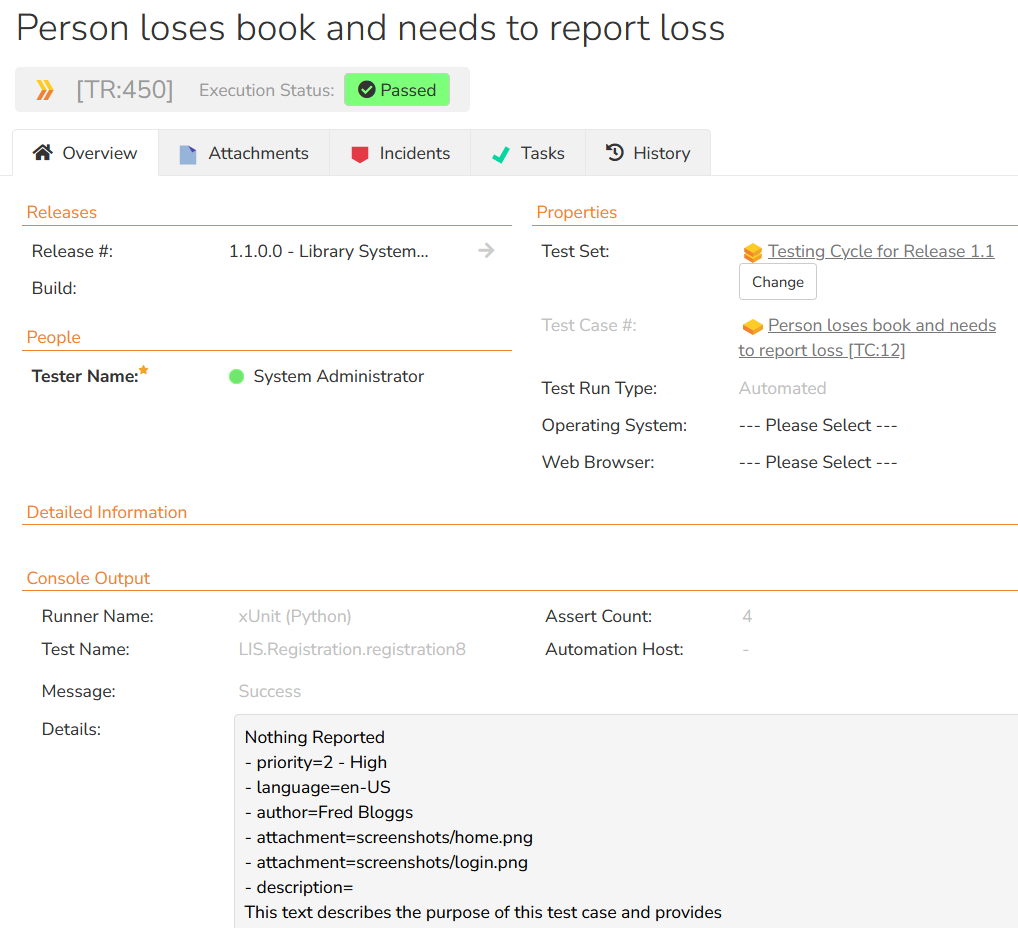 Person loses book and needs to report loss
[TR:450] Execution Status: Passed
Overview Attachments Incidents Tasks History
Releases
Release #: 1.1.0.0 - Library System...
Build:
People
Tester Name: System Administrator
Properties
Test Set: Testing Cycle for Release 1.1
Change
Test Case #: Person loses book and needs
to report loss [TC:12]
Test Run Type: Automated
Operating System: --- Please Select ---
Web Browser: --- Please Select ---
Detailed Information
Console Output
Runner Name: xUnit (Python) Assert Count: 4
Test Name: LIS.Registration.registration8 Automation Host: -
Message: Success
Details:
Nothing Reported
- priority=2 - High
- language=en-US
- author=Fred Bloggs
- attachment=screenshots/home.png
- attachment=screenshots/login.png
- description=
This text describes the purpose of this test case and provides